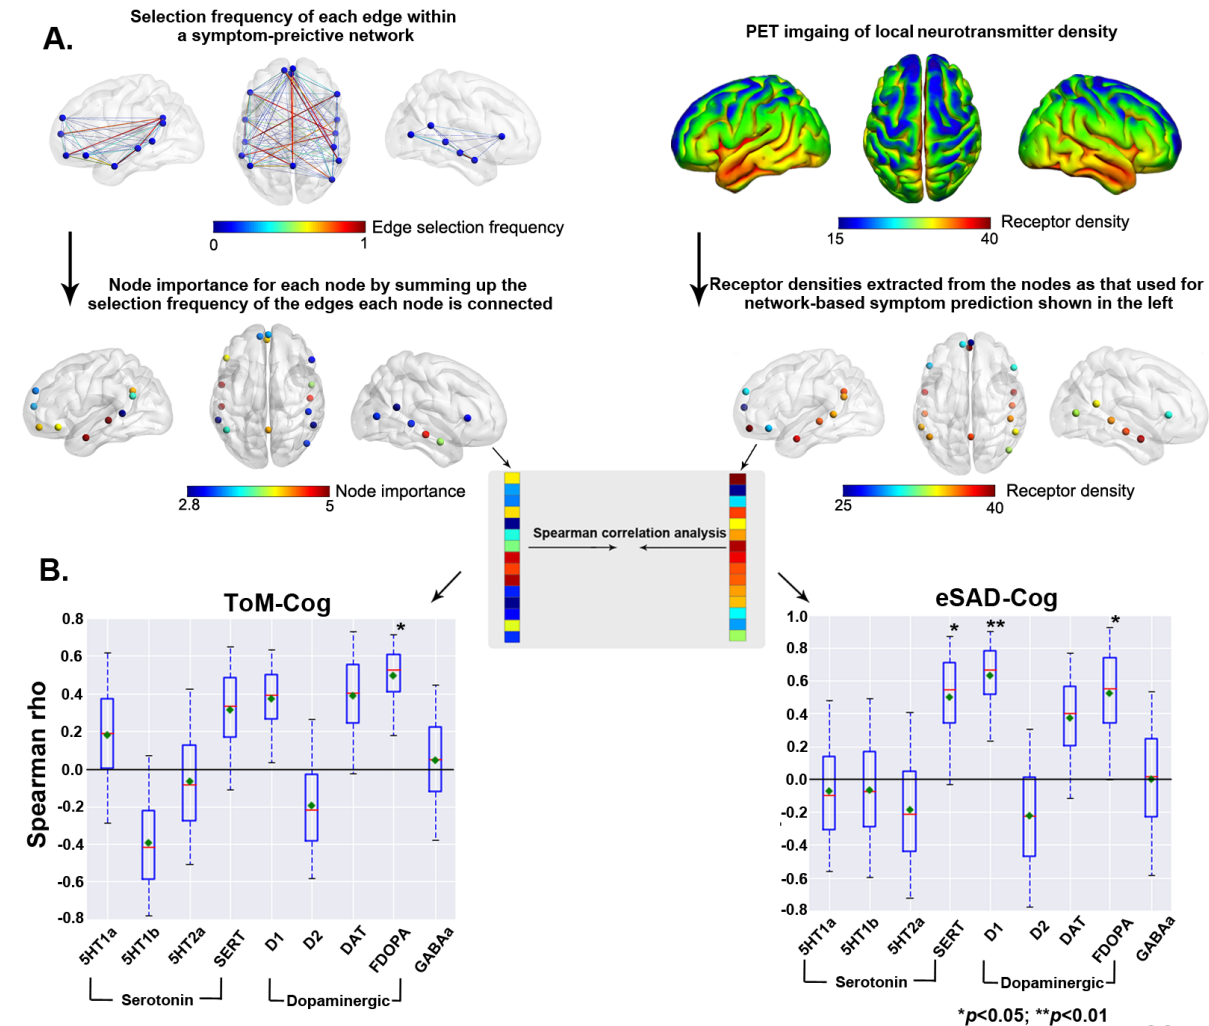 A.
Selection frequency of each edge within
a symptom-preictive network
PET imgaing of local neurotransmitter density
0
1
Edge selection frequency
15
40
Receptor density
Node importance for each node by summing up the
selection frequency of the edges each node is connected
Receptor densities extracted from the nodes as that used for
network-based symptom prediction shown in the left
2.8
5
Node importance
25
40
Receptor density
Spearman correlation analysis
B.
ToM-Cog
Spearman rho
0.8
0.6
0.4
0.2
0.0
-0.2
-0.4
-0.6
-0.8
*
5HT1a
5HT1b
5HT2a
SERT
D1
D2
DAT
FDOPA
GABAa
Serotonin
Dopaminergic
eSAD-Cog
1.0
0.8
0.6
0.4
0.2
0.0
-0.2
-0.4
-0.6
-0.8
*
**
*
5HT1a
5HT1b
5HT2a
SERT
D1
D2
DAT
FDOPA
GABAa
Serotonin
Dopaminergic
*p<0.05; **p<0.01